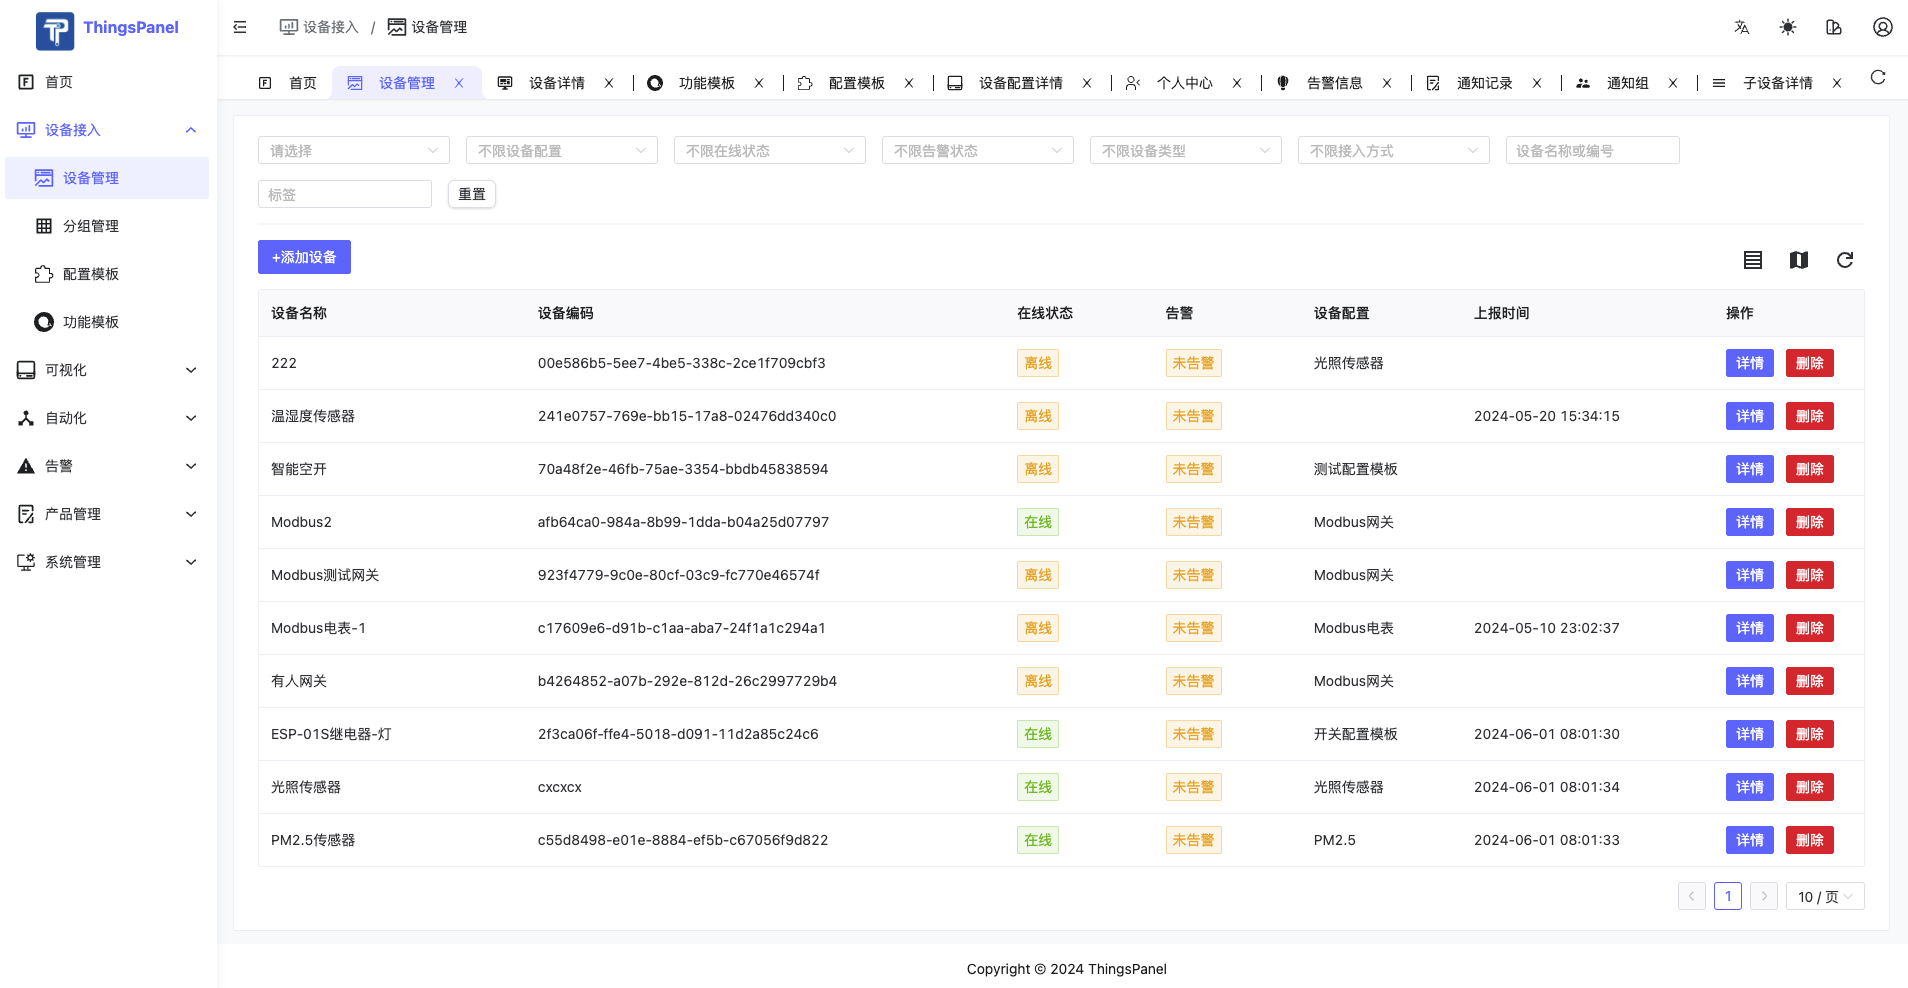 ThingsPanel
设备接入 / 设备管理
首页
设备接入
设备管理
分组管理
配置模板
功能模板
可视化
自动化
告警
产品管理
系统管理
首页 设备管理 设备详情 功能模板 配置模板 设备配置详情 个人中心 告警信息 通知记录 通知组 子设备详情
请选择 不限设备配置 不限在线状态 不限告警状态 不限设备类型 不限接入方式 设备名称或编号
标签 重置
+添加设备
设备名称 设备编码 在线状态 告警 设备配置 上报时间 操作
222 00e586b5-5ee7-4be5-338c-2ce1f709cbf3 离线 未告警 光照传感器 详情 删除
温湿度传感器 241e0757-769e-bb15-17a8-02476dd340c0 离线 未告警 2024-05-20 15:34:15 详情 删除
智能空开 70a48f2e-46fb-75ae-3354-bbdb45838594 离线 未告警 测试配置模板 详情 删除
Modbus2 afb64ca0-984a-8b99-1dda-b04a25d07797 在线 未告警 Modbus网关 详情 删除
Modbus测试网关 923f4779-9c0e-80cf-03c9-fc770e46574f 离线 未告警 Modbus网关 详情 删除
Modbus电表-1 c17609e6-d91b-c1aa-aba7-24f1a1c294a1 离线 未告警 Modbus电表 2024-05-10 23:02:37 详情 删除
有人网关 b4264852-a07b-292e-812d-26c2997729b4 离线 未告警 Modbus网关 详情 删除
ESP-01S继电器-灯 2f3ca06f-ffe4-5018-d091-11d2a85c24c6 在线 未告警 开关配置模板 2024-06-01 08:01:30 详情 删除
光照传感器 cxcxcx 在线 未告警 光照传感器 2024-06-01 08:01:34 详情 删除
PM2.5传感器 c55d8498-e01e-8884-ef5b-c67056f9d822 在线 未告警 PM2.5 2024-06-01 08:01:33 详情 删除
1 10 / 页
Copyright © 2024 ThingsPanel